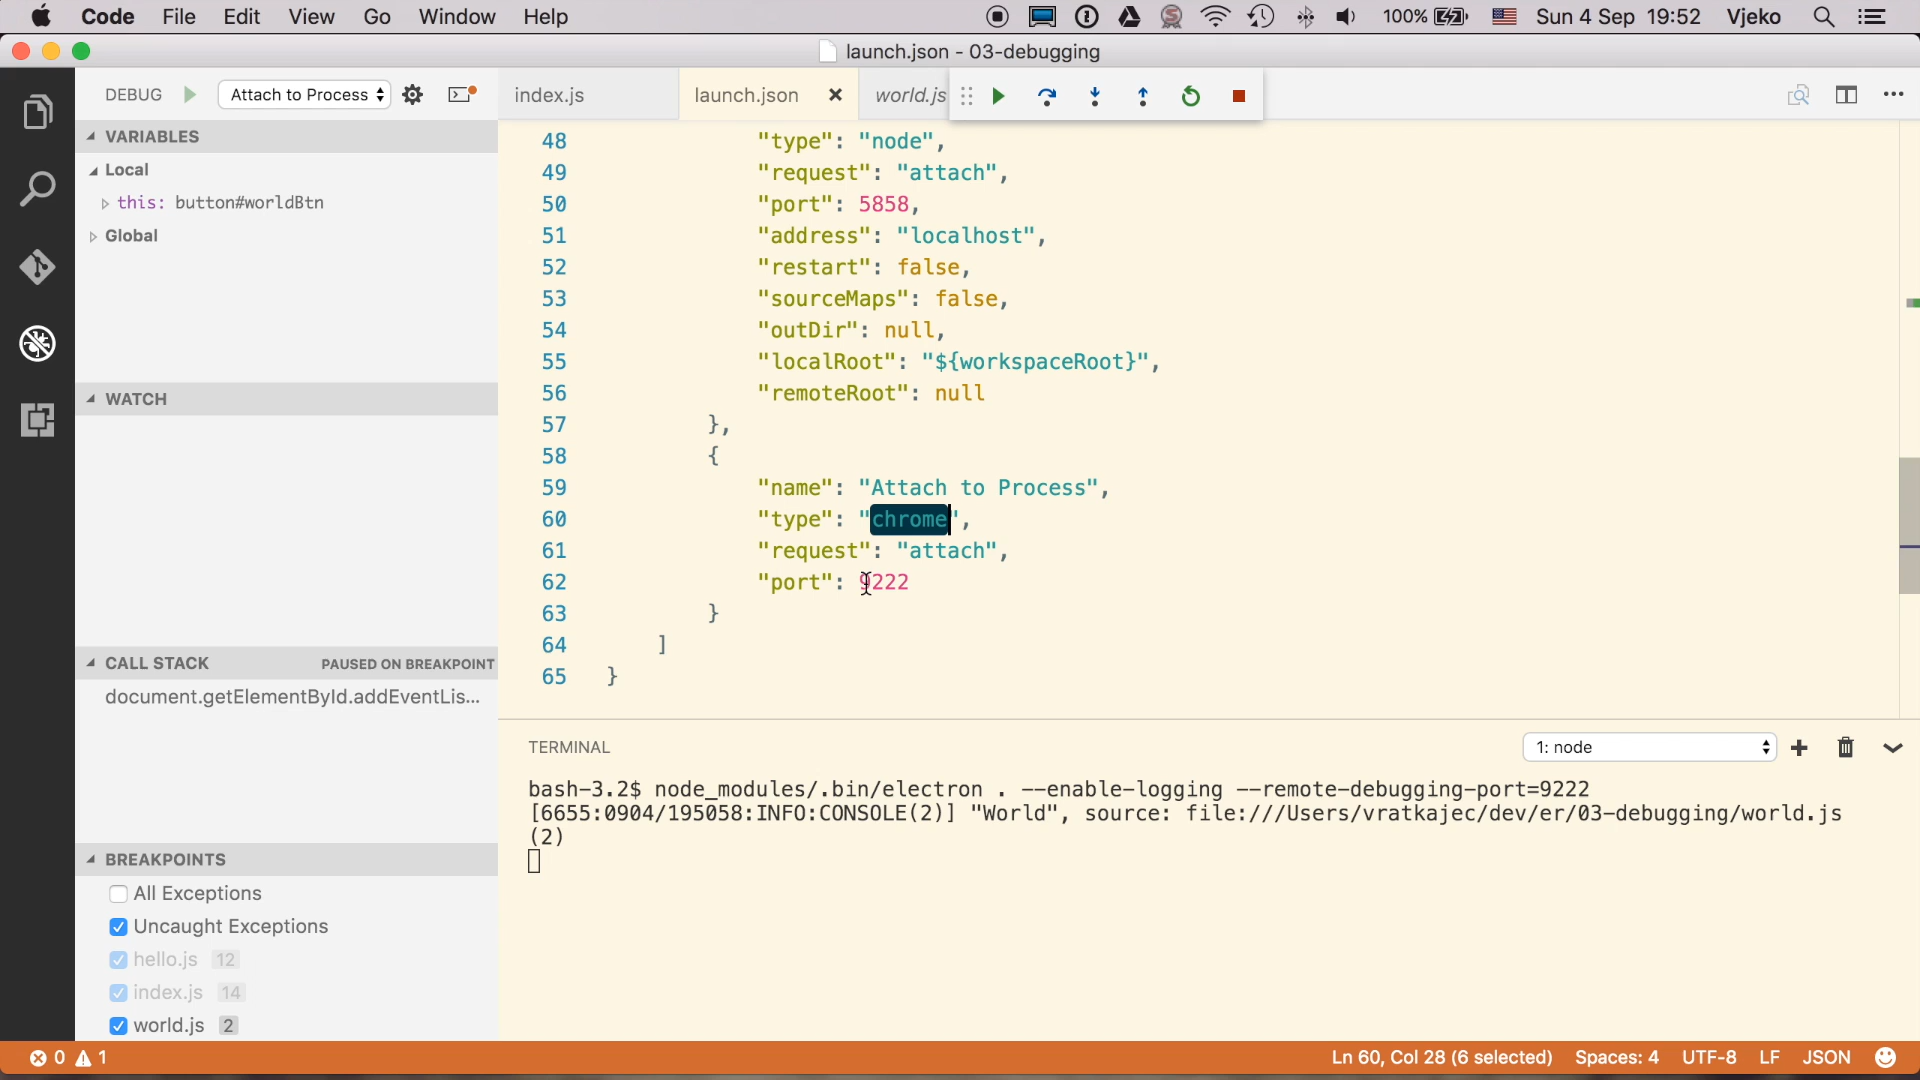 Code File Edit View Go Window Help 100% Sun 4 Sep 19:52 Vjeko
launch.json - 03-debugging
DEBUG Attach to Process index.js launch.json world.js
VARIABLES
Local
this: button#worldBtn
Global
WATCH
CALL STACK PAUSED ON BREAKPOINT
document.getElementById.addEventLis...
BREAKPOINTS
All Exceptions
Uncaught Exceptions
hello.js 12
index.js 14
world.js 2
48 "type": "node",
49 "request": "attach",
50 "port": 5858,
51 "address": "localhost",
52 "restart": false,
53 "sourceMaps": false,
54 "outDir": null,
55 "localRoot": "${workspaceRoot}",
56 "remoteRoot": null
57 },
58 {
59 "name": "Attach to Process",
60 "type": "chrome",
61 "request": "attach",
62 "port": 9222
63 }
64 ]
65 }
TERMINAL 1: node
bash-3.2$ node_modules/.bin/electron . --enable-logging --remote-debugging-port=9222
[6655:0904/195058:INFO:CONSOLE(2)] "World", source: file:///Users/vratkajec/dev/er/03-debugging/world.js
(2)
0 1 Ln 60, Col 28 (6 selected) Spaces: 4 UTF-8 LF JSON